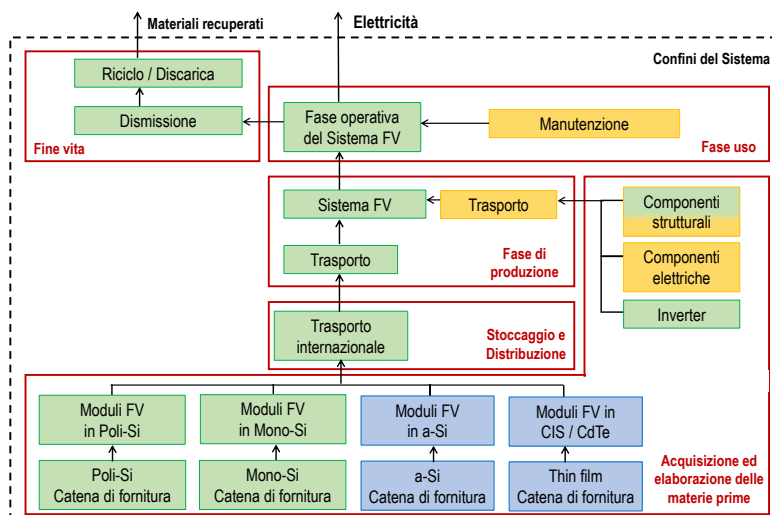 Materiali recuperati
Elettricità
Confini del Sistema
Riciclo / Discarica
Dismissione
Fine vita
Fase operativa
del Sistema FV
Manutenzione
Fase uso
Sistema FV
Trasporto
Trasporto
Fase di
produzione
Componenti
strutturali
Componenti
elettriche
Inverter
Trasporto
internazionale
Stoccaggio e
Distribuzione
Moduli FV
in Poli-Si
Moduli FV
in Mono-Si
Moduli FV
in a-Si
Moduli FV in
CIS / CdTe
Poli-Si
Catena di fornitura
Mono-Si
Catena di fornitura
a-Si
Catena di fornitura
Thin film
Catena di fornitura
Acquisizione ed
elaborazione delle
materie prime